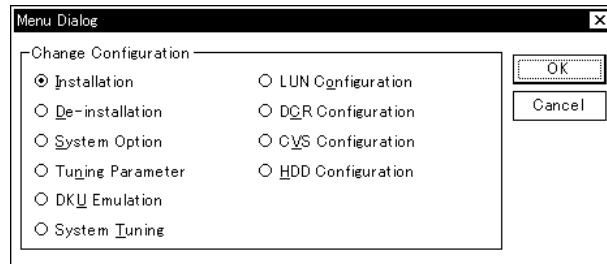 Menu Dialog
Change Configuration
Installation
De-installation
System Option
Tuning Parameter
DKU Emulation
System Tuning
LUN Configuration
DCR Configuration
CVS Configuration
HDD Configuration
OK
Cancel